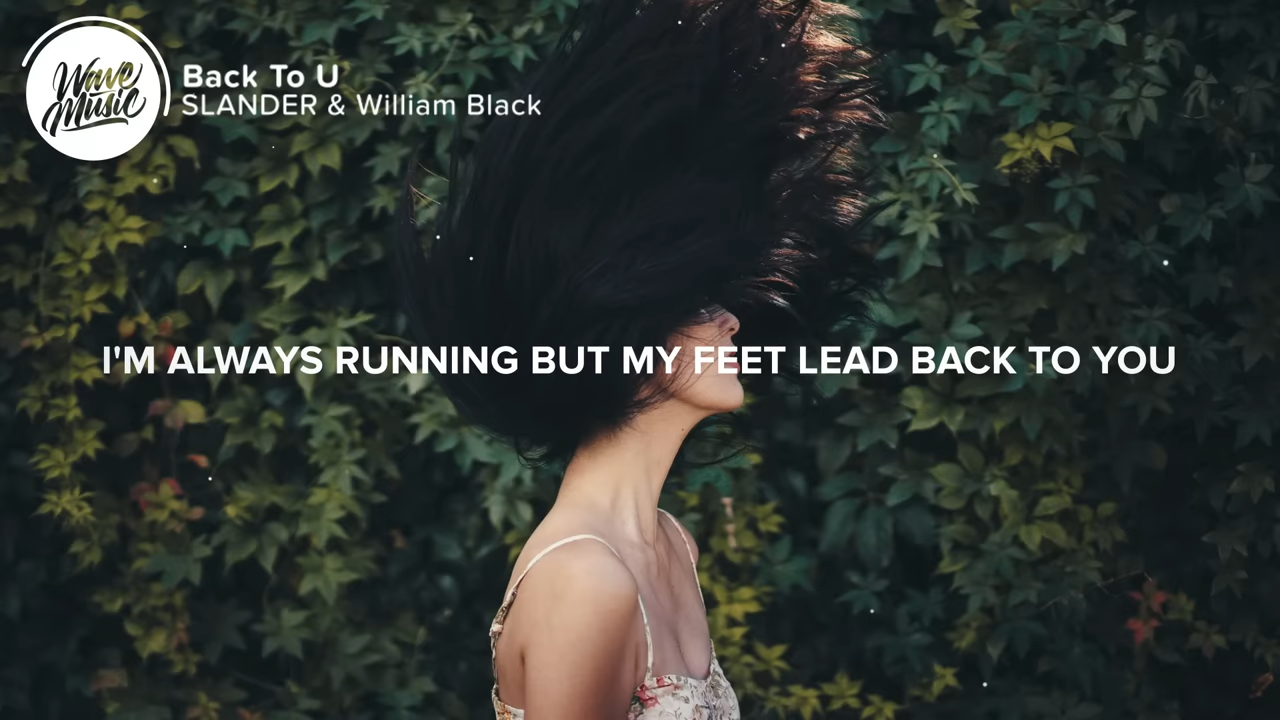 Wave
Music
Back To U
SLANDER & William Black
I'M ALWAYS RUNNING BUT MY FEET LEAD BACK TO YOU